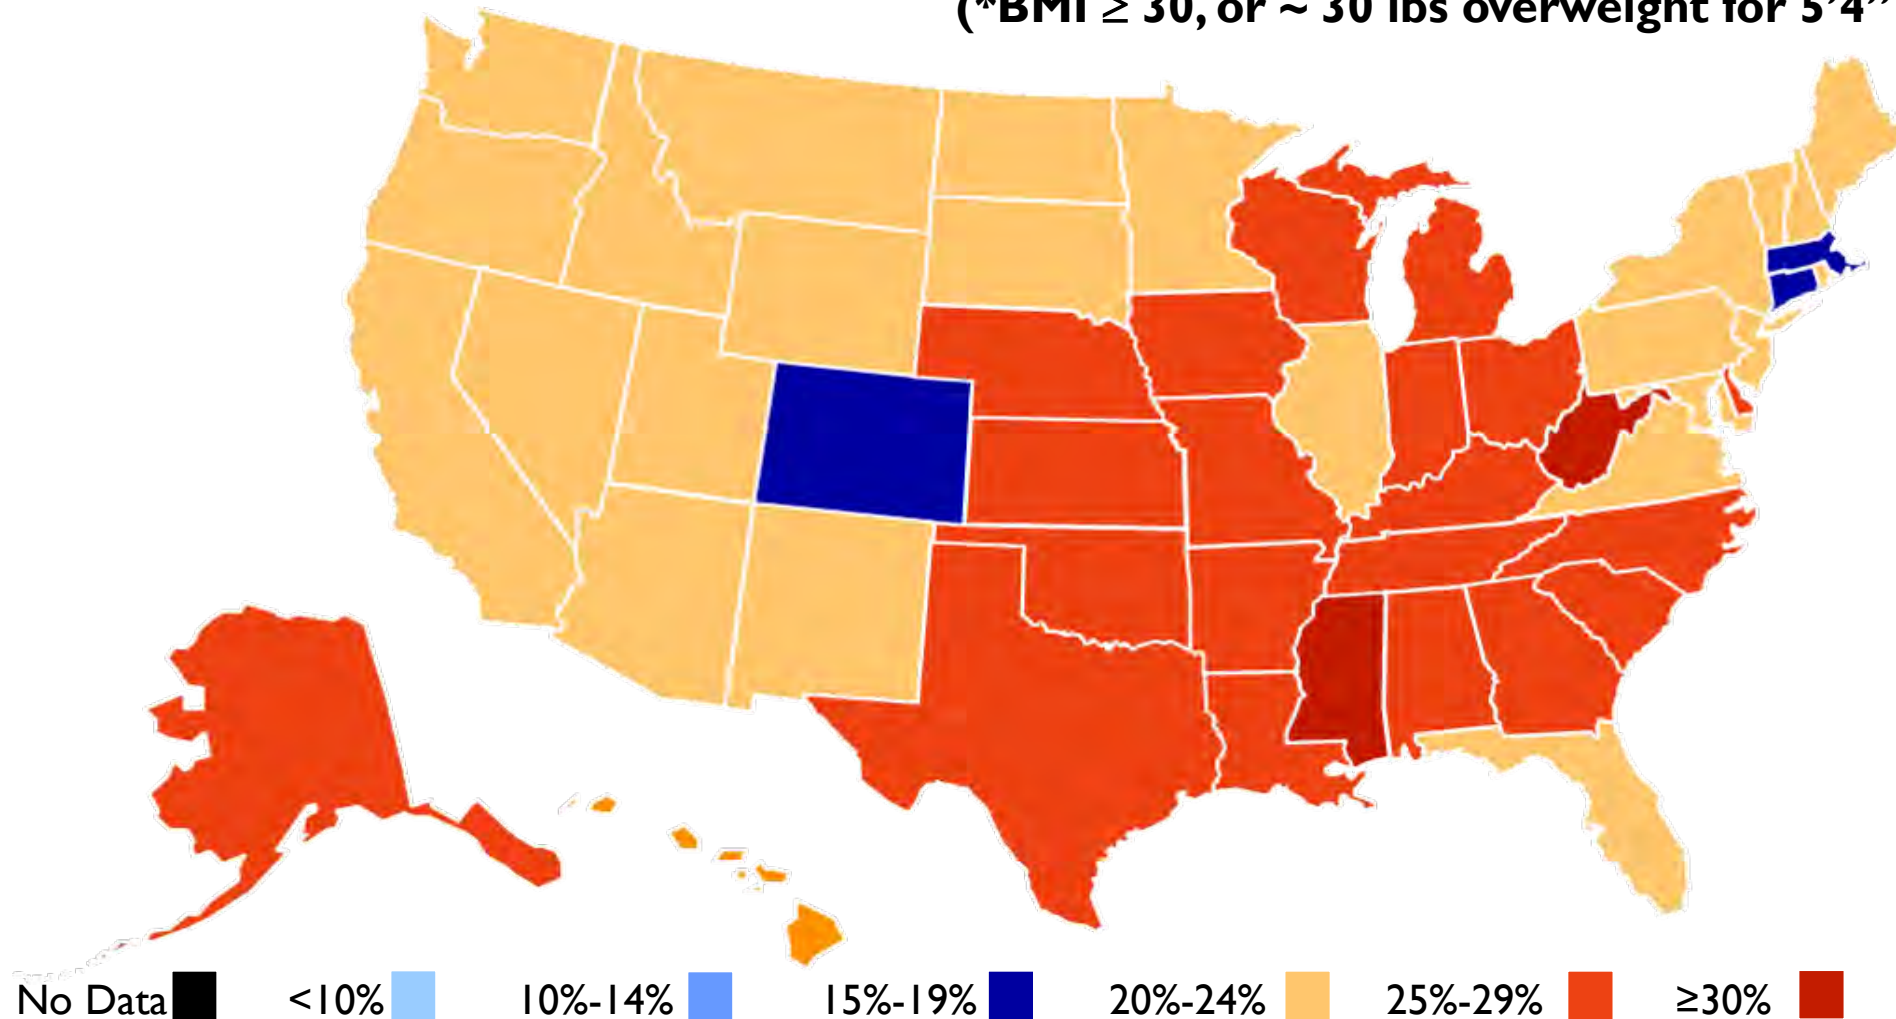 (*BMI ≥ 30, or ~ 30 lbs overweight for 5’4”
No Data <10% 10%-14% 15%-19% 20%-24% 25%-29% ≥30%